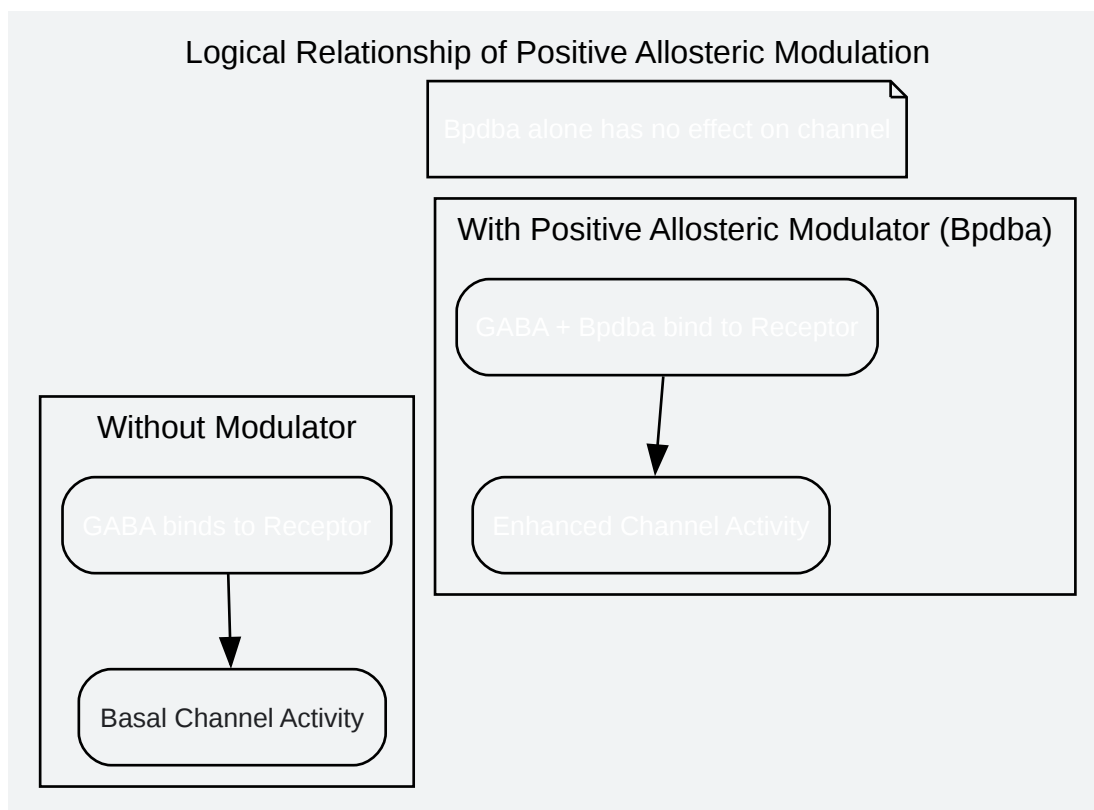 Logical Relationship of Positive Allosteric Modulation
Bpdba alone has no effect on channel
With Positive Allosteric Modulator (Bpdba)
GABA + Bpdba bind to Receptor
Enhanced Channel Activity
Without Modulator
GABA binds to Receptor
Basal Channel Activity